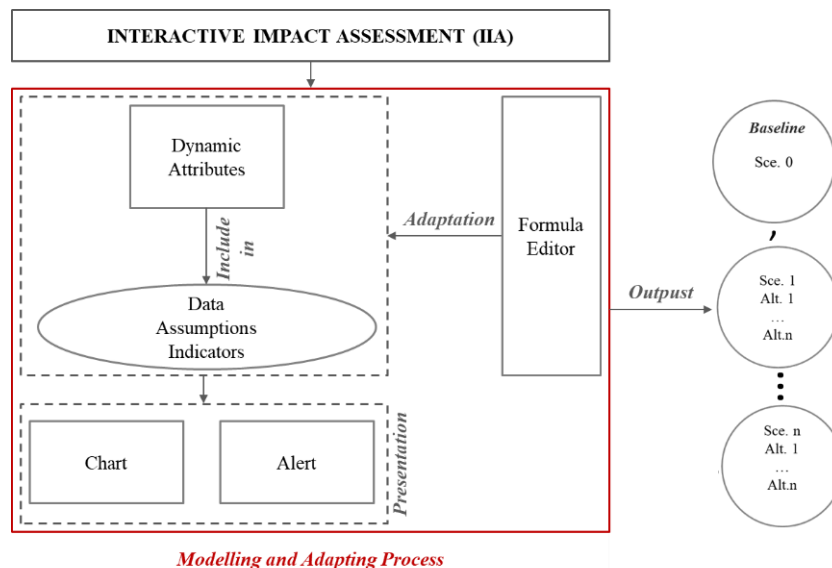 INTERACTIVE IMPACT ASSESSMENT (IIA)
Dynamic
Attributes
Include
in
Data
Assumptions
Indicators
Adaptation
Formula
Editor
Chart
Alert
Presentation
Modelling and Adapting Process
Outpust
Baseline
Sce. 0
,
Sce. 1
Alt. 1
…
Alt.n
Sce. n
Alt. 1
…
Alt.n